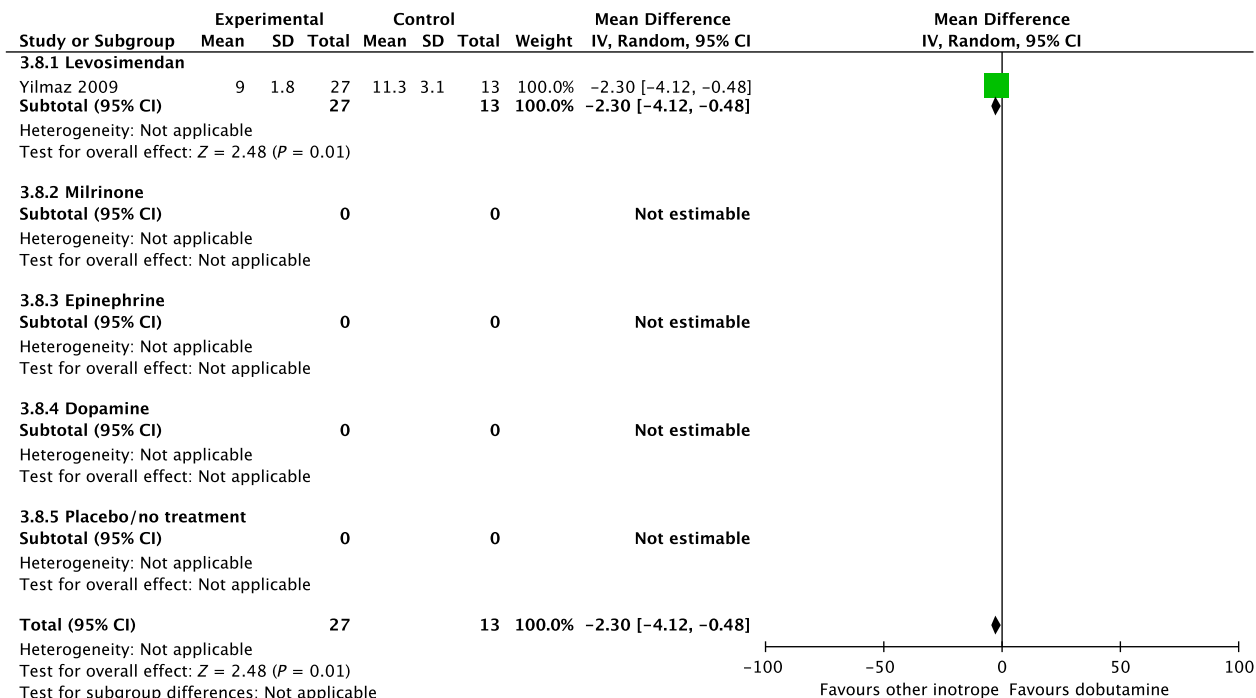 Experimental Control Mean Difference Mean Difference
Study or Subgroup Mean SD Total Mean SD Total Weight IV, Random, 95% CI IV, Random, 95% CI
3.8.1 Levosimendan
Yilmaz 2009 9 1.8 27 11.3 3.1 13 100.0% -2.30 [-4.12, -0.48]
Subtotal (95% CI) 27 13 100.0% -2.30 [-4.12, -0.48]
Heterogeneity: Not applicable
Test for overall effect: Z = 2.48 (P = 0.01)
3.8.2 Milrinone
Subtotal (95% CI) 0 0 Not estimable
Heterogeneity: Not applicable
Test for overall effect: Not applicable
3.8.3 Epinephrine
Subtotal (95% CI) 0 0 Not estimable
Heterogeneity: Not applicable
Test for overall effect: Not applicable
3.8.4 Dopamine
Subtotal (95% CI) 0 0 Not estimable
Heterogeneity: Not applicable
Test for overall effect: Not applicable
3.8.5 Placebo/no treatment
Subtotal (95% CI) 0 0 Not estimable
Heterogeneity: Not applicable
Test for overall effect: Not applicable
Total (95% CI) 27 13 100.0% -2.30 [-4.12, -0.48]
Heterogeneity: Not applicable
Test for overall effect: Z = 2.48 (P = 0.01)
Test for subgroup differences: Not applicable
-100 -50 0 50 100
Favours other inotrope Favours dobutamine